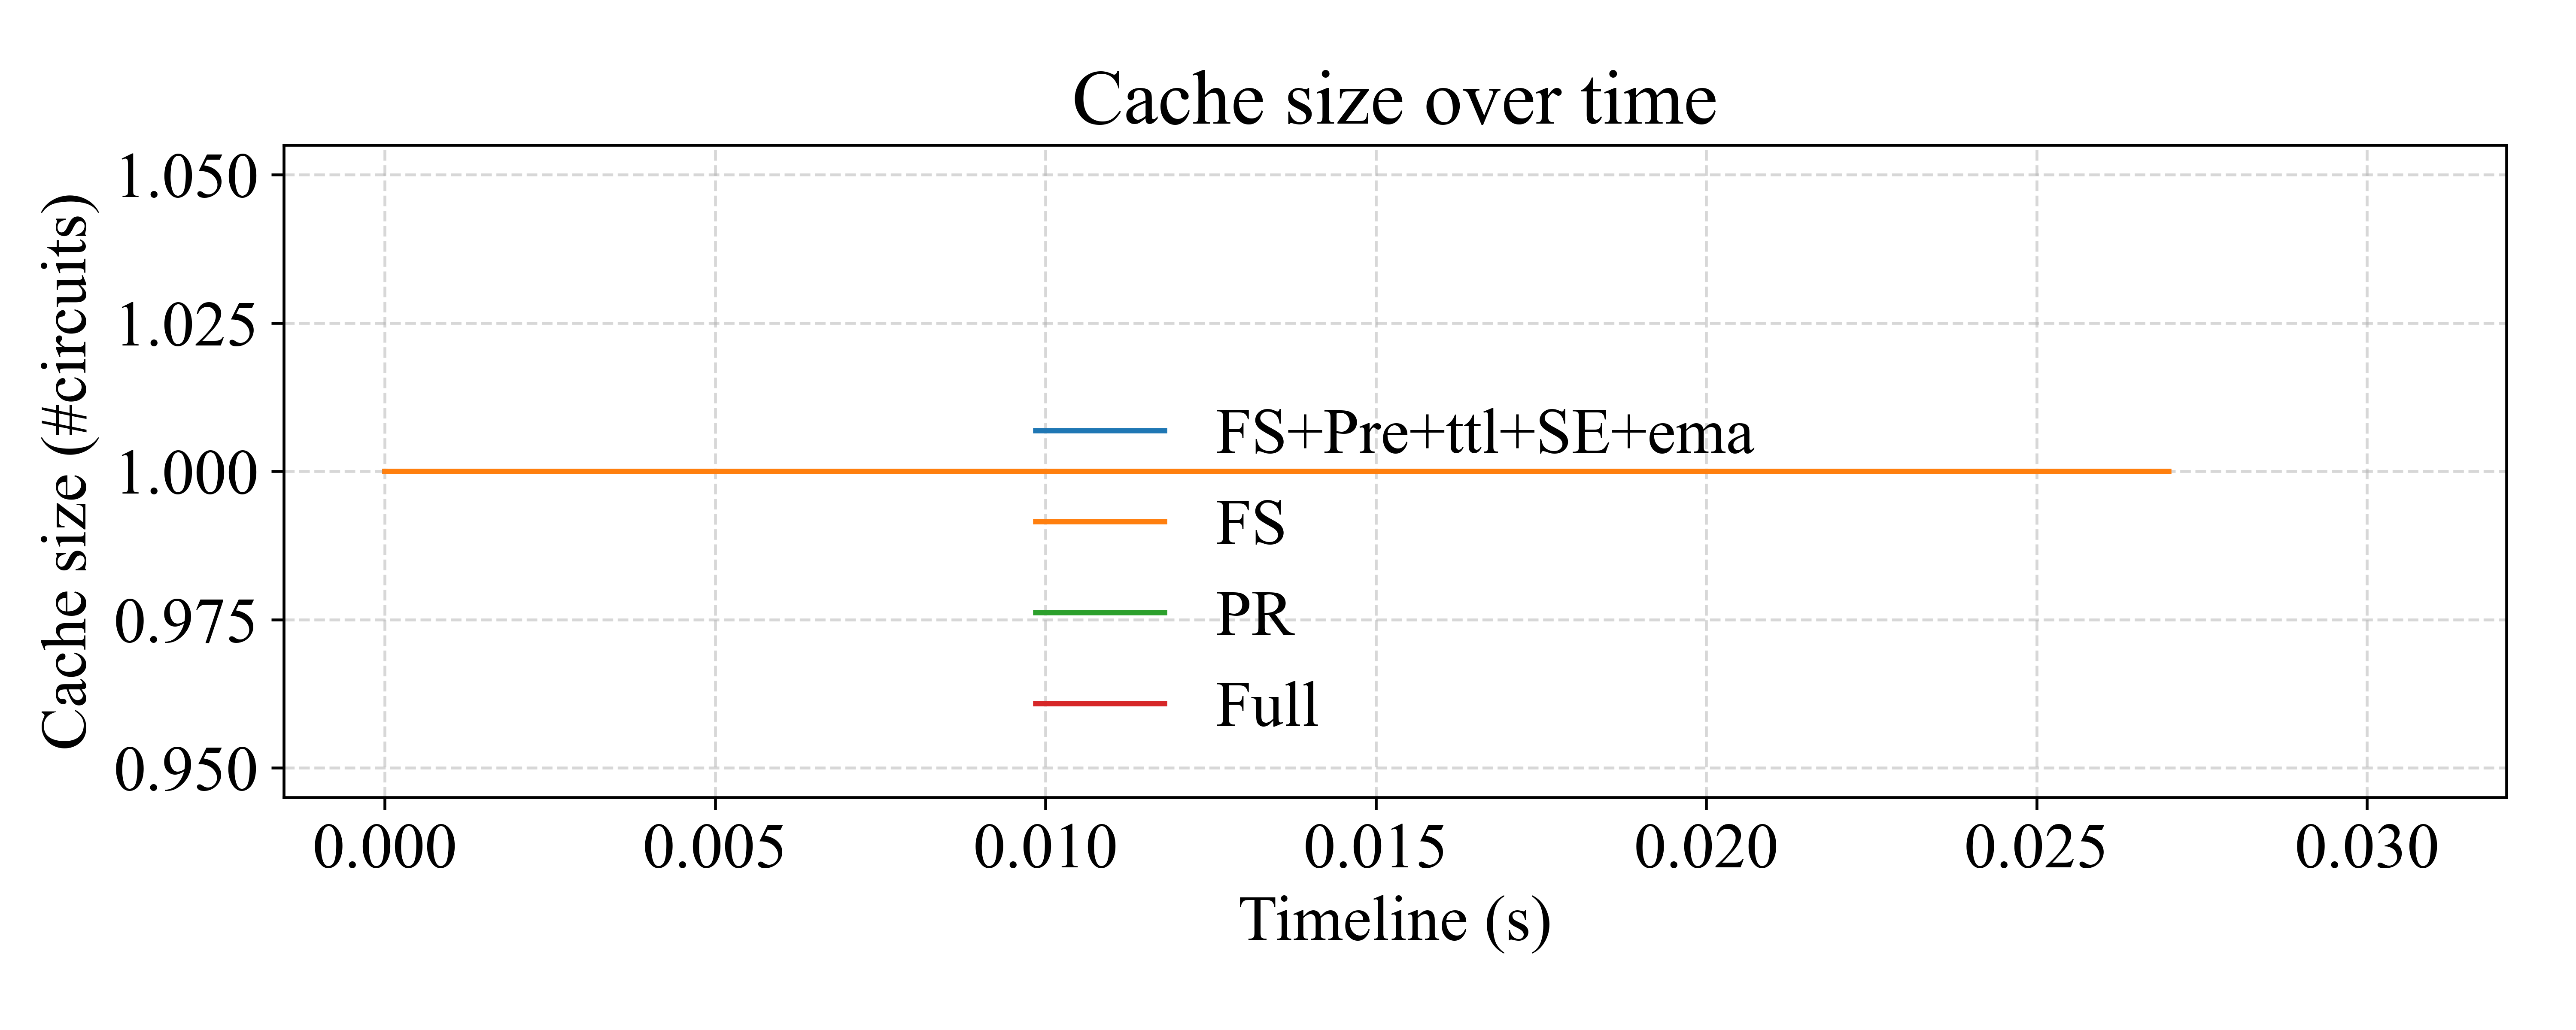 Cache size over time
Cache size (#circuits)
1.050
1.025
1.000
0.975
0.950
FS+Pre+ttl+SE+ema
FS
PR
Full
0.000 0.005 0.010 0.015 0.020 0.025 0.030
Timeline (s)